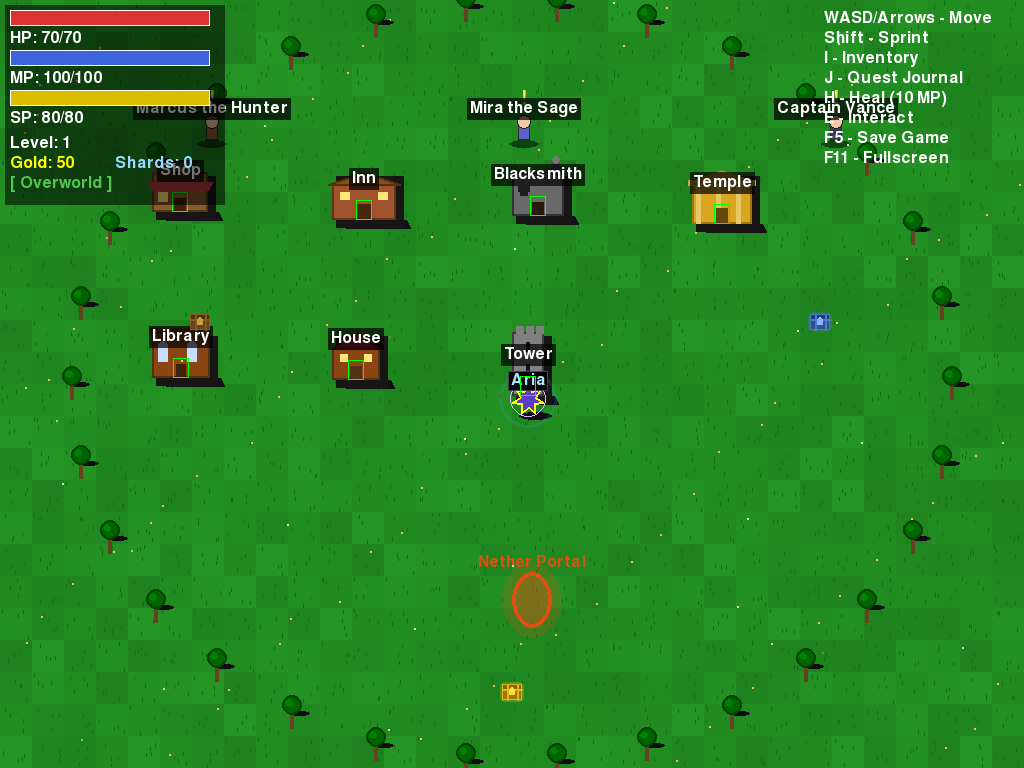 HP: 70/70
MP: 100/100
SP: 80/80
Level: 1
Gold: 50 Shards: 0
[ Overworld ]
WASD/Arrows - Move
Shift - Sprint
I - Inventory
J - Quest Journal
H - Heal (10 MP)
E - Interact
F5 - Save Game
F11 - Fullscreen
Marcus the Hunter
Mira the Sage
Captain Vance
Shop
Inn
Blacksmith
Temple
Library
House
Tower
Aria
Nether Portal